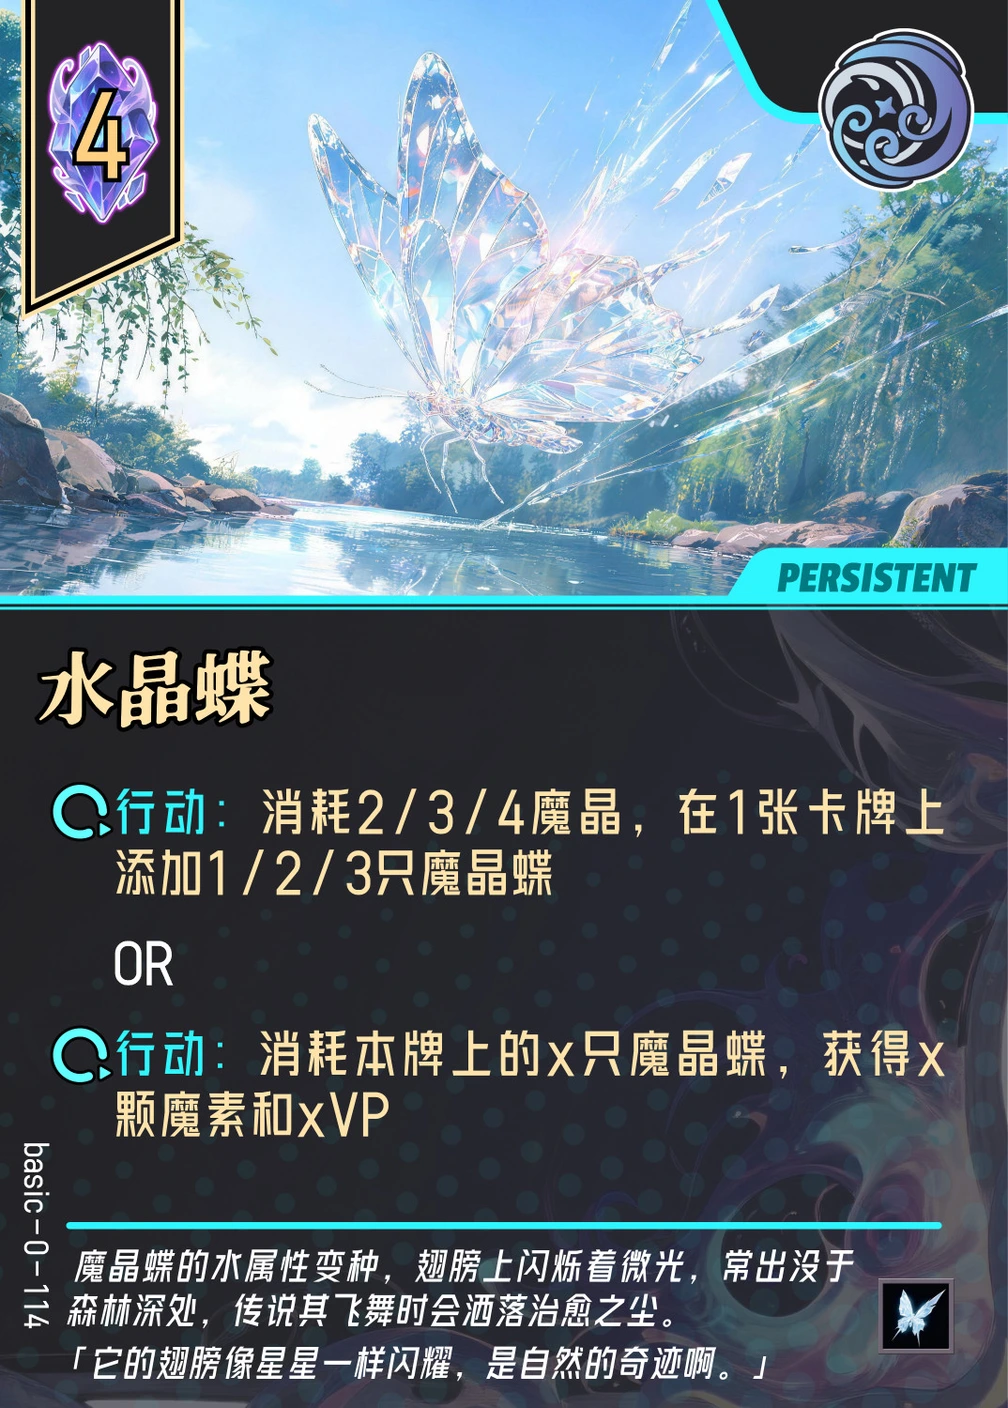 4
PERSISTENT
水晶蝶
行动：消耗2/3/4魔晶，在1张卡牌上
添加1/2/3只魔晶蝶
OR
行动：消耗本牌上的x只魔晶蝶，获得x
颗魔素和xVP
basic-0-114
魔晶蝶的水属性变种，翅膀上闪烁着微光，常出没于
森林深处，传说其飞舞时会洒落治愈之尘。
「它的翅膀像星星一样闪耀，是自然的奇迹啊。」